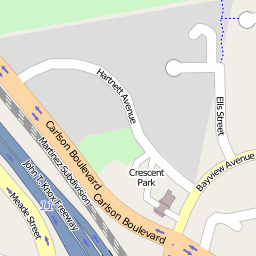 Hartnett Avenue
Ells Street
Carlson Boulevard
Martinez Subdivision
John T. Knox Freeway
Meade Street
11
Crescent
Park
Bayview Avenue
Carlson Boulevard